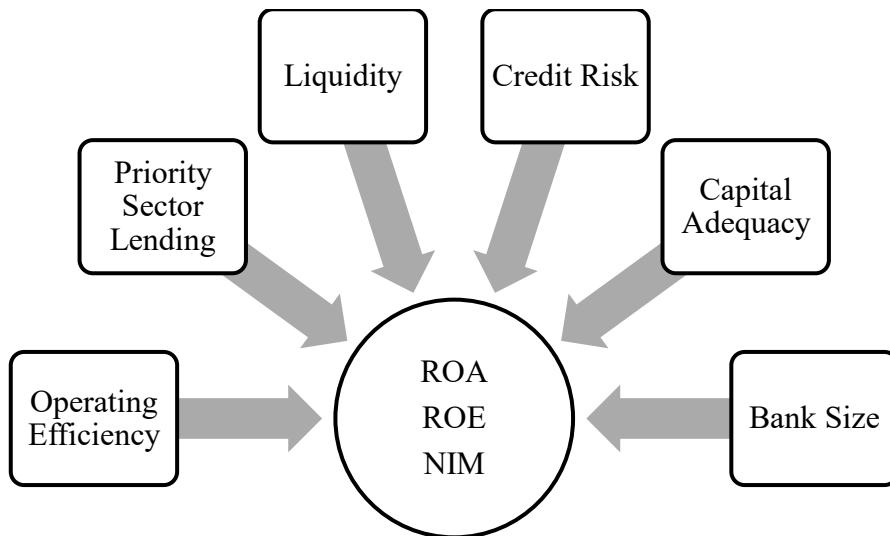 Liquidity
Credit Risk
Priority
Sector
Lending
Capital
Adequacy
Operating
Efficiency
ROA
ROE
NIM
Bank Size